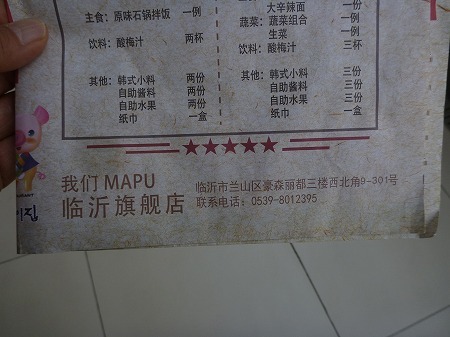 主食：原味石锅拌饭 一例
饮料：酸梅汁 两杯
其他：韩式小料 两份
自助酱料 两份
自助水果 两份
纸巾 一盒
大辛辣面 一份
蔬菜：蔬菜组合 一份
生菜 一例
饮料：酸梅汁 三杯
其他：韩式小料 三份
自助酱料 三份
自助水果 三份
纸巾 一盒
我们 MAPU
临沂旗舰店
临沂市兰山区豪森丽都三楼西北角9-301号
联系电话：0539-8012395